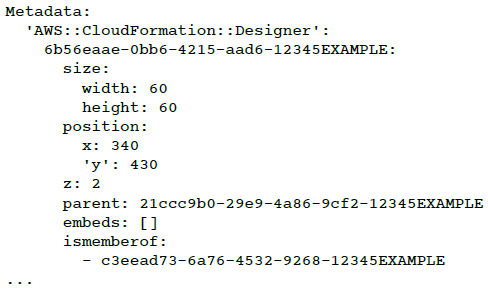 Metadata:
  'AWS::CloudFormation::Designer':
    6b56eaae-0bb6-4215-aad6-12345EXAMPLE:
      size:
        width: 60
        height: 60
      position:
        x: 340
        'y': 430
      z: 2
      parent: 21ccc9b0-29e9-4a86-9cf2-12345EXAMPLE
      embeds: []
      ismemberof:
        - c3eead73-6a76-4532-9268-12345EXAMPLE
...